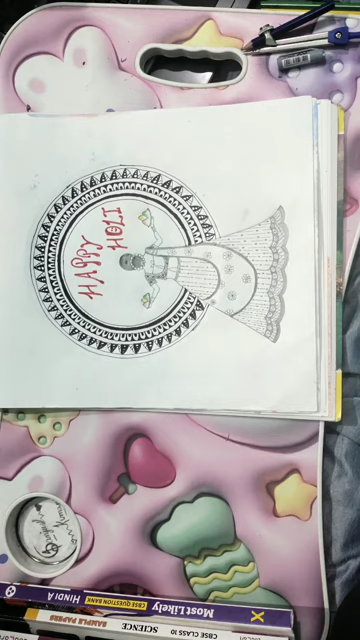 HAPPY
HOLI
X
MostLikely
CBSE QUESTION BANK
HINDI A
CBSE CLASS 10
SCIENCE
SAMPLE PAPERS